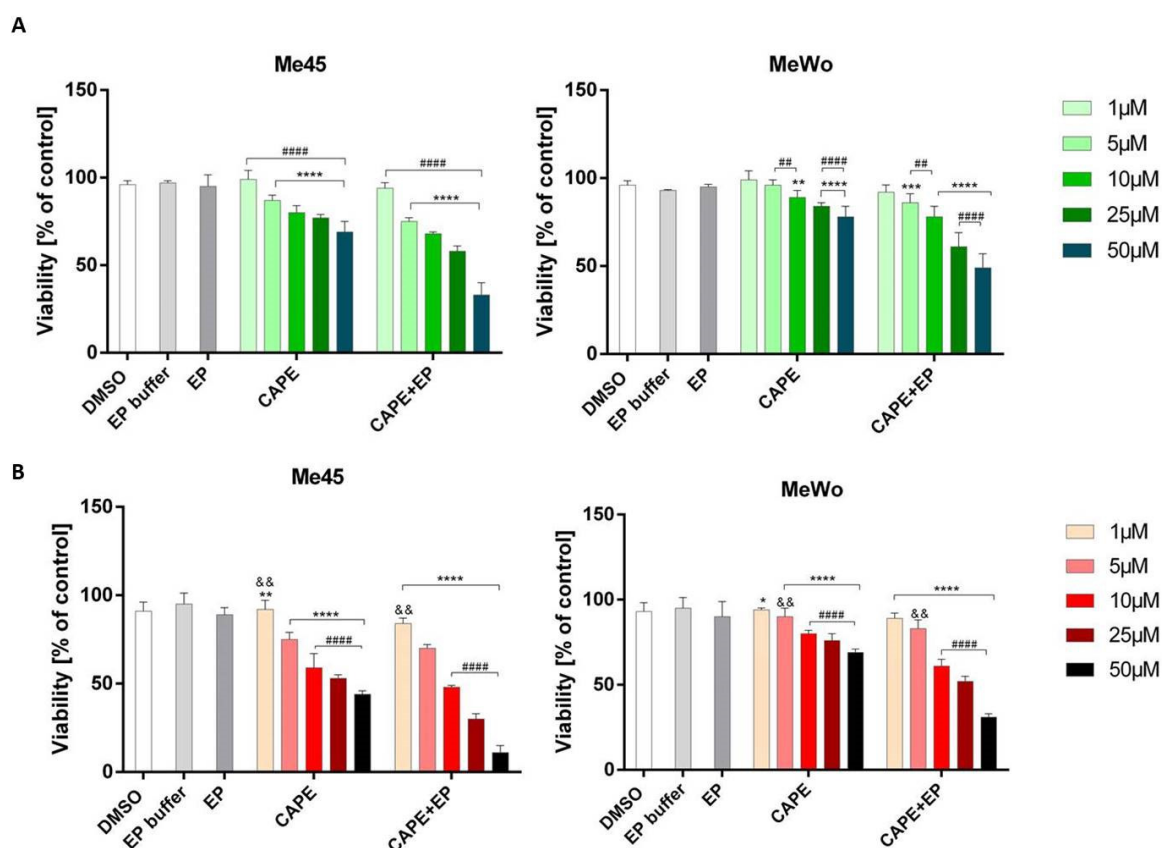 A
Me45
MeWo
Viability [% of control]
150
100
50
0
####
****
####
****
DMSO
EP buffer
EP
CAPE
CAPE+EP
Viability [% of control]
150
100
50
0
##
**
####
****
##
***
****
####
DMSO
EP buffer
EP
CAPE
CAPE+EP
1µM
5µM
10µM
25µM
50µM
B
Me45
MeWo
Viability [% of control]
150
100
50
0
&&
**
****
####
****
&&
####
DMSO
EP buffer
EP
CAPE
CAPE+EP
Viability [% of control]
150
100
50
0
*
&&
****
####
****
&&
####
DMSO
EP buffer
EP
CAPE
CAPE+EP
1µM
5µM
10µM
25µM
50µM